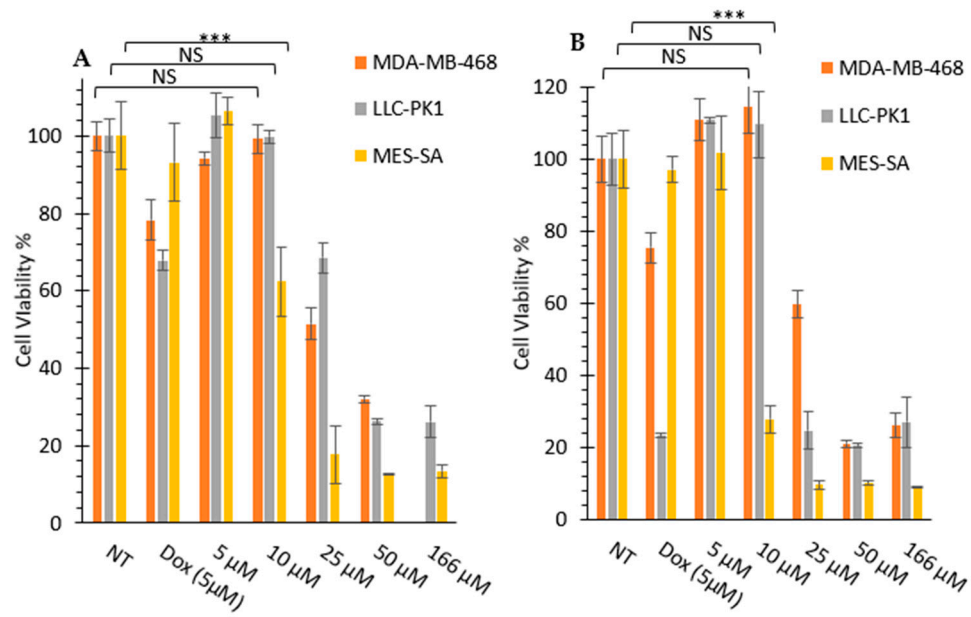 A
***
NS
NS
MDA-MB-468
LLC-PK1
MES-SA
Cell VIability %
100
80
60
40
20
0
NT
Dox (5µM)
5 µM
10 µM
25 µM
50 µM
166 µM
B
***
NS
NS
MDA-MB-468
LLC-PK1
MES-SA
Cell VIability %
120
100
80
60
40
20
0
NT
Dox (5µM)
5 µM
10 µM
25 µM
50 µM
166 µM